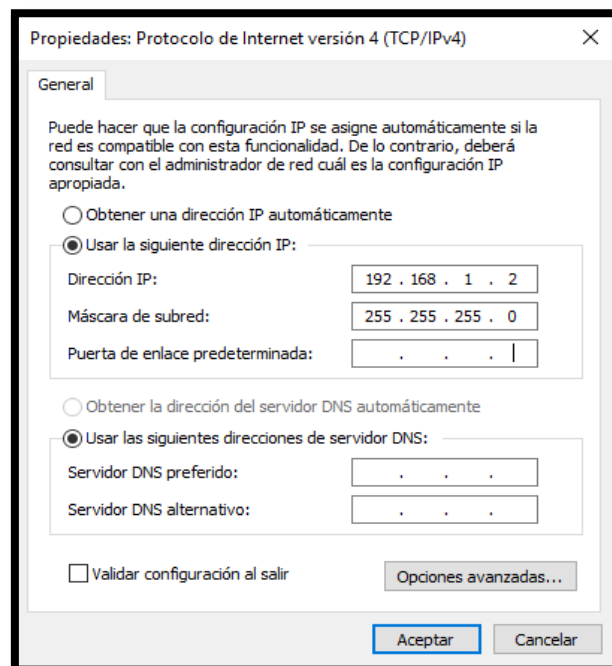 Propiedades: Protocolo de Internet versión 4 (TCP/IPv4)
General
Puede hacer que la configuración IP se asigne automáticamente si la
red es compatible con esta funcionalidad. De lo contrario, deberá
consultar con el administrador de red cuál es la configuración IP
apropiada.
Obtener una dirección IP automáticamente
Usar la siguiente dirección IP:
Dirección IP: 192 . 168 . 1 . 2
Máscara de subred: 255 . 255 . 255 . 0
Puerta de enlace predeterminada: . . .
Obtener la dirección del servidor DNS automáticamente
Usar las siguientes direcciones de servidor DNS:
Servidor DNS preferido: . . .
Servidor DNS alternativo: . . .
Validar configuración al salir Opciones avanzadas...
Aceptar Cancelar